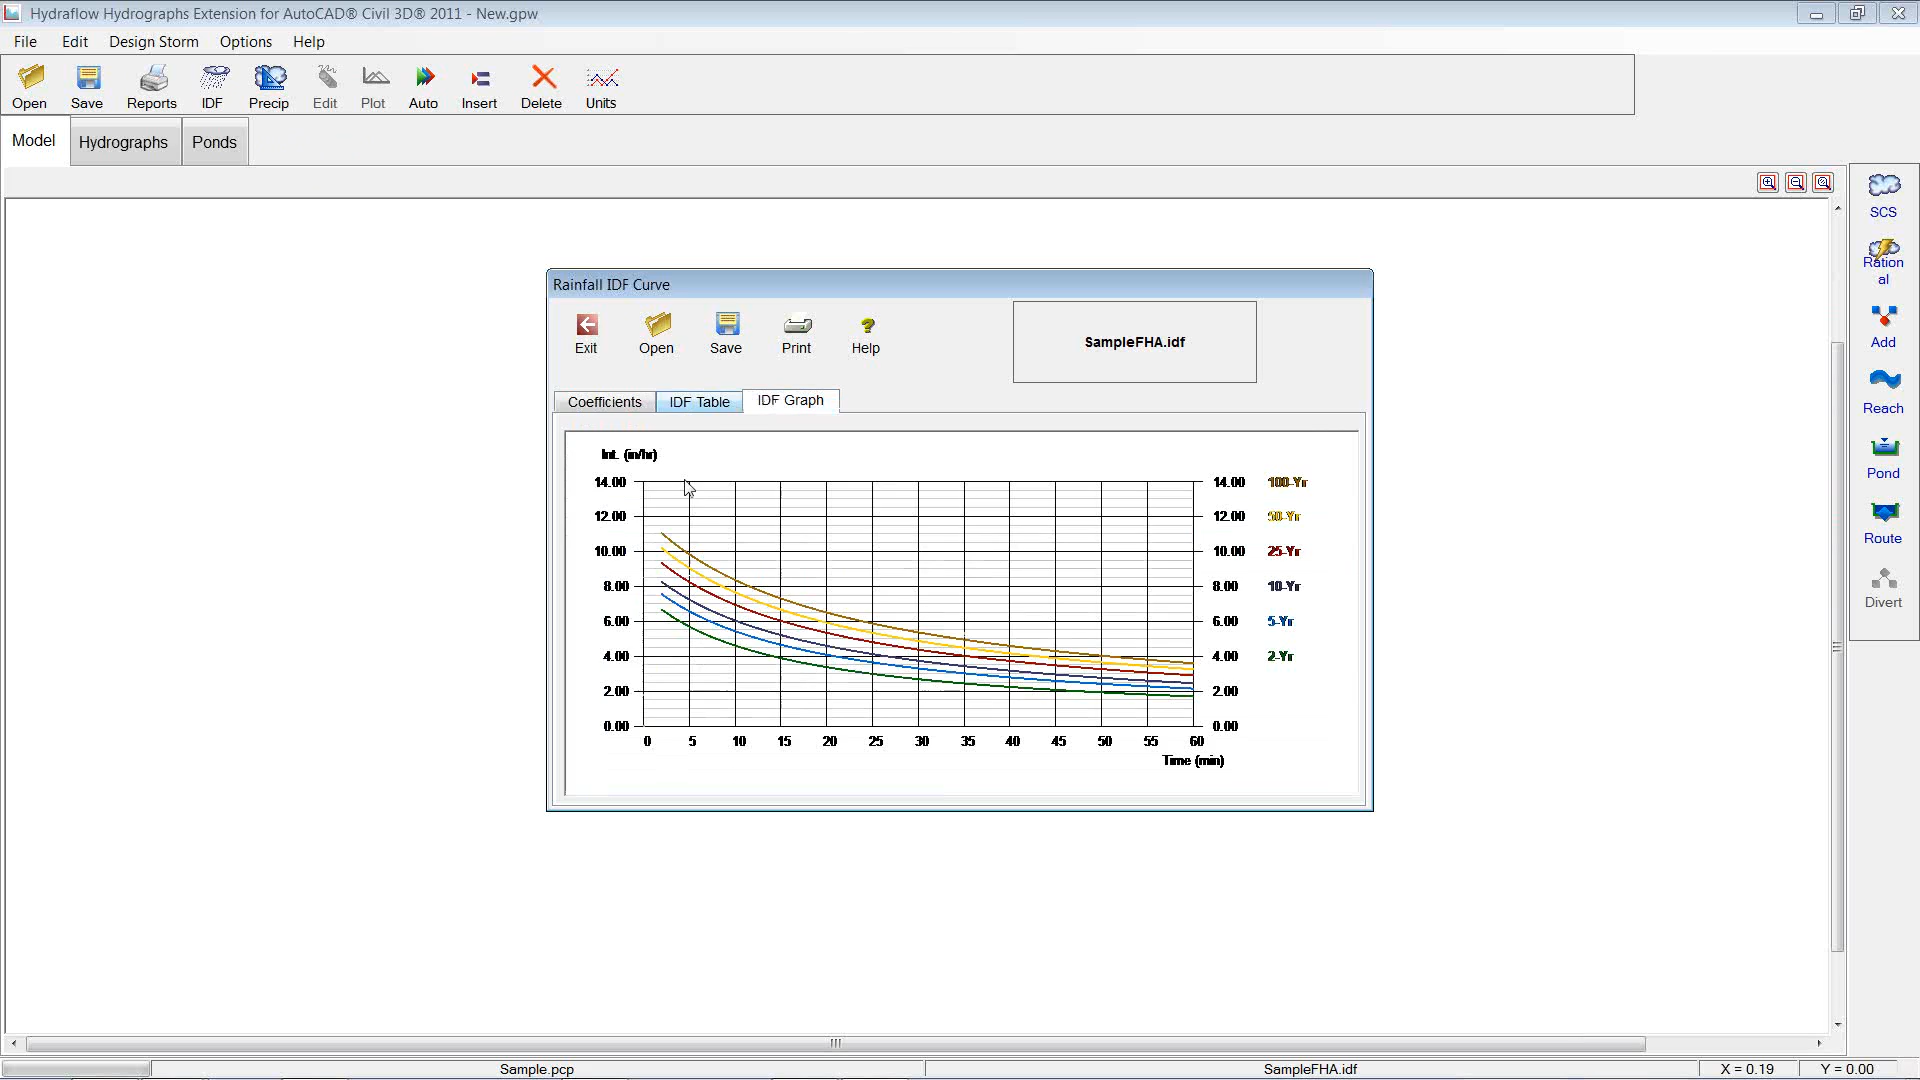 Hydraflow Hydrographs Extension for AutoCAD® Civil 3D® 2011 - New.gpw
File Edit Design Storm Options Help
Open Save Reports IDF Precip Edit Plot Auto Insert Delete Units
Model Hydrographs Ponds
SCS
Ration
al
Add
Reach
Pond
Route
Divert
Rainfall IDF Curve
Exit Open Save Print Help
SampleFHA.idf
Coefficients IDF Table IDF Graph
Int. (in/hr)
14.00 14.00 100-Yr
12.00 12.00 50-Yr
10.00 10.00 25-Yr
8.00 8.00 10-Yr
6.00 6.00 5-Yr
4.00 4.00 2-Yr
2.00 2.00
0.00 0.00
0 5 10 15 20 25 30 35 40 45 50 55 60
Time (min)
Sample.pcp SampleFHA.idf X = 0.19 Y = 0.00